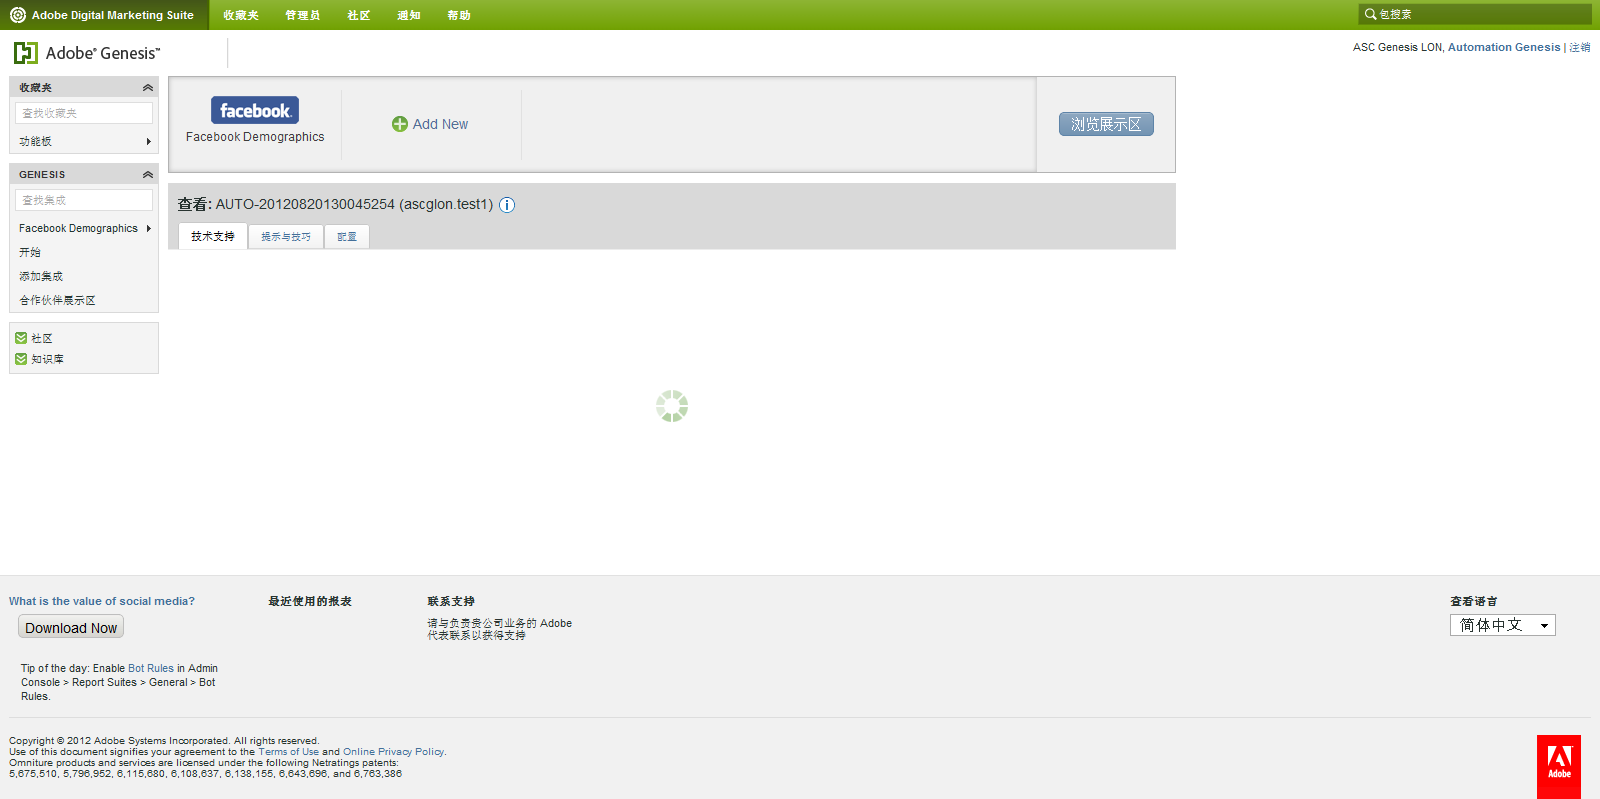 Adobe Digital Marketing Suite 收藏夹 管理员 社区 通知 帮助 包搜索
Adobe® Genesis™
ASC Genesis LON, Automation Genesis | 注销
收藏夹
查找收藏夹
功能板
GENESIS
查找集成
Facebook Demographics
开始
添加集成
合作伙伴展示区
社区
知识库
facebook.
Facebook Demographics
Add New
浏览展示区
查看: AUTO-20120820130045254 (ascglon.test1)
技术支持 提示与技巧 配置
What is the value of social media?
Download Now
Tip of the day: Enable Bot Rules in Admin
Console > Report Suites > General > Bot
Rules.
最近使用的报表
联系支持
请与负责贵公司业务的 Adobe
代表联系以获得支持
查看语言
简体中文
Copyright © 2012 Adobe Systems Incorporated. All rights reserved.
Use of this document signifies your agreement to the Terms of Use and Online Privacy Policy.
Omniture products and services are licensed under the following Netratings patents:
5,675,510, 5,796,952, 6,115,680, 6,108,637, 6,138,155, 6,643,696, and 6,763,386
Adobe